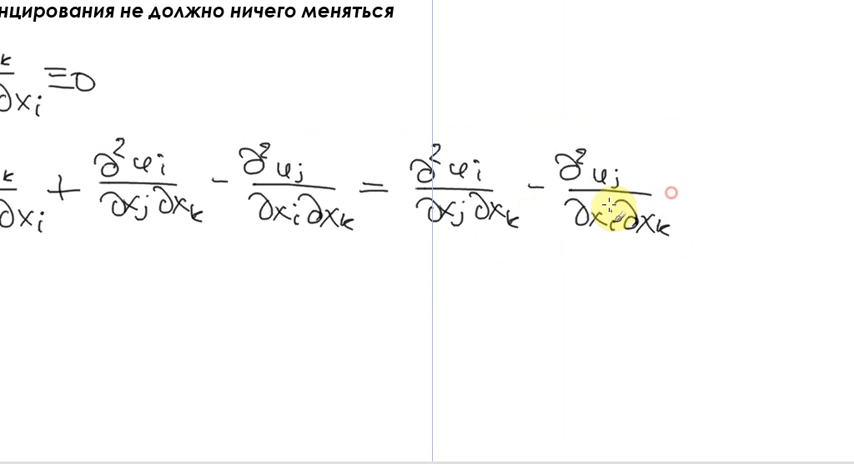 нцирования не должно ничего меняться
к / ∂xᵢ ≡ 0
к / ∂xᵢ + ∂²uᵢ / ∂xⱼ∂xₖ - ∂²uⱼ / ∂xᵢ∂xₖ = ∂²uᵢ / ∂xⱼ∂xₖ - ∂²uⱼ / ∂xᵢ∂xₖ